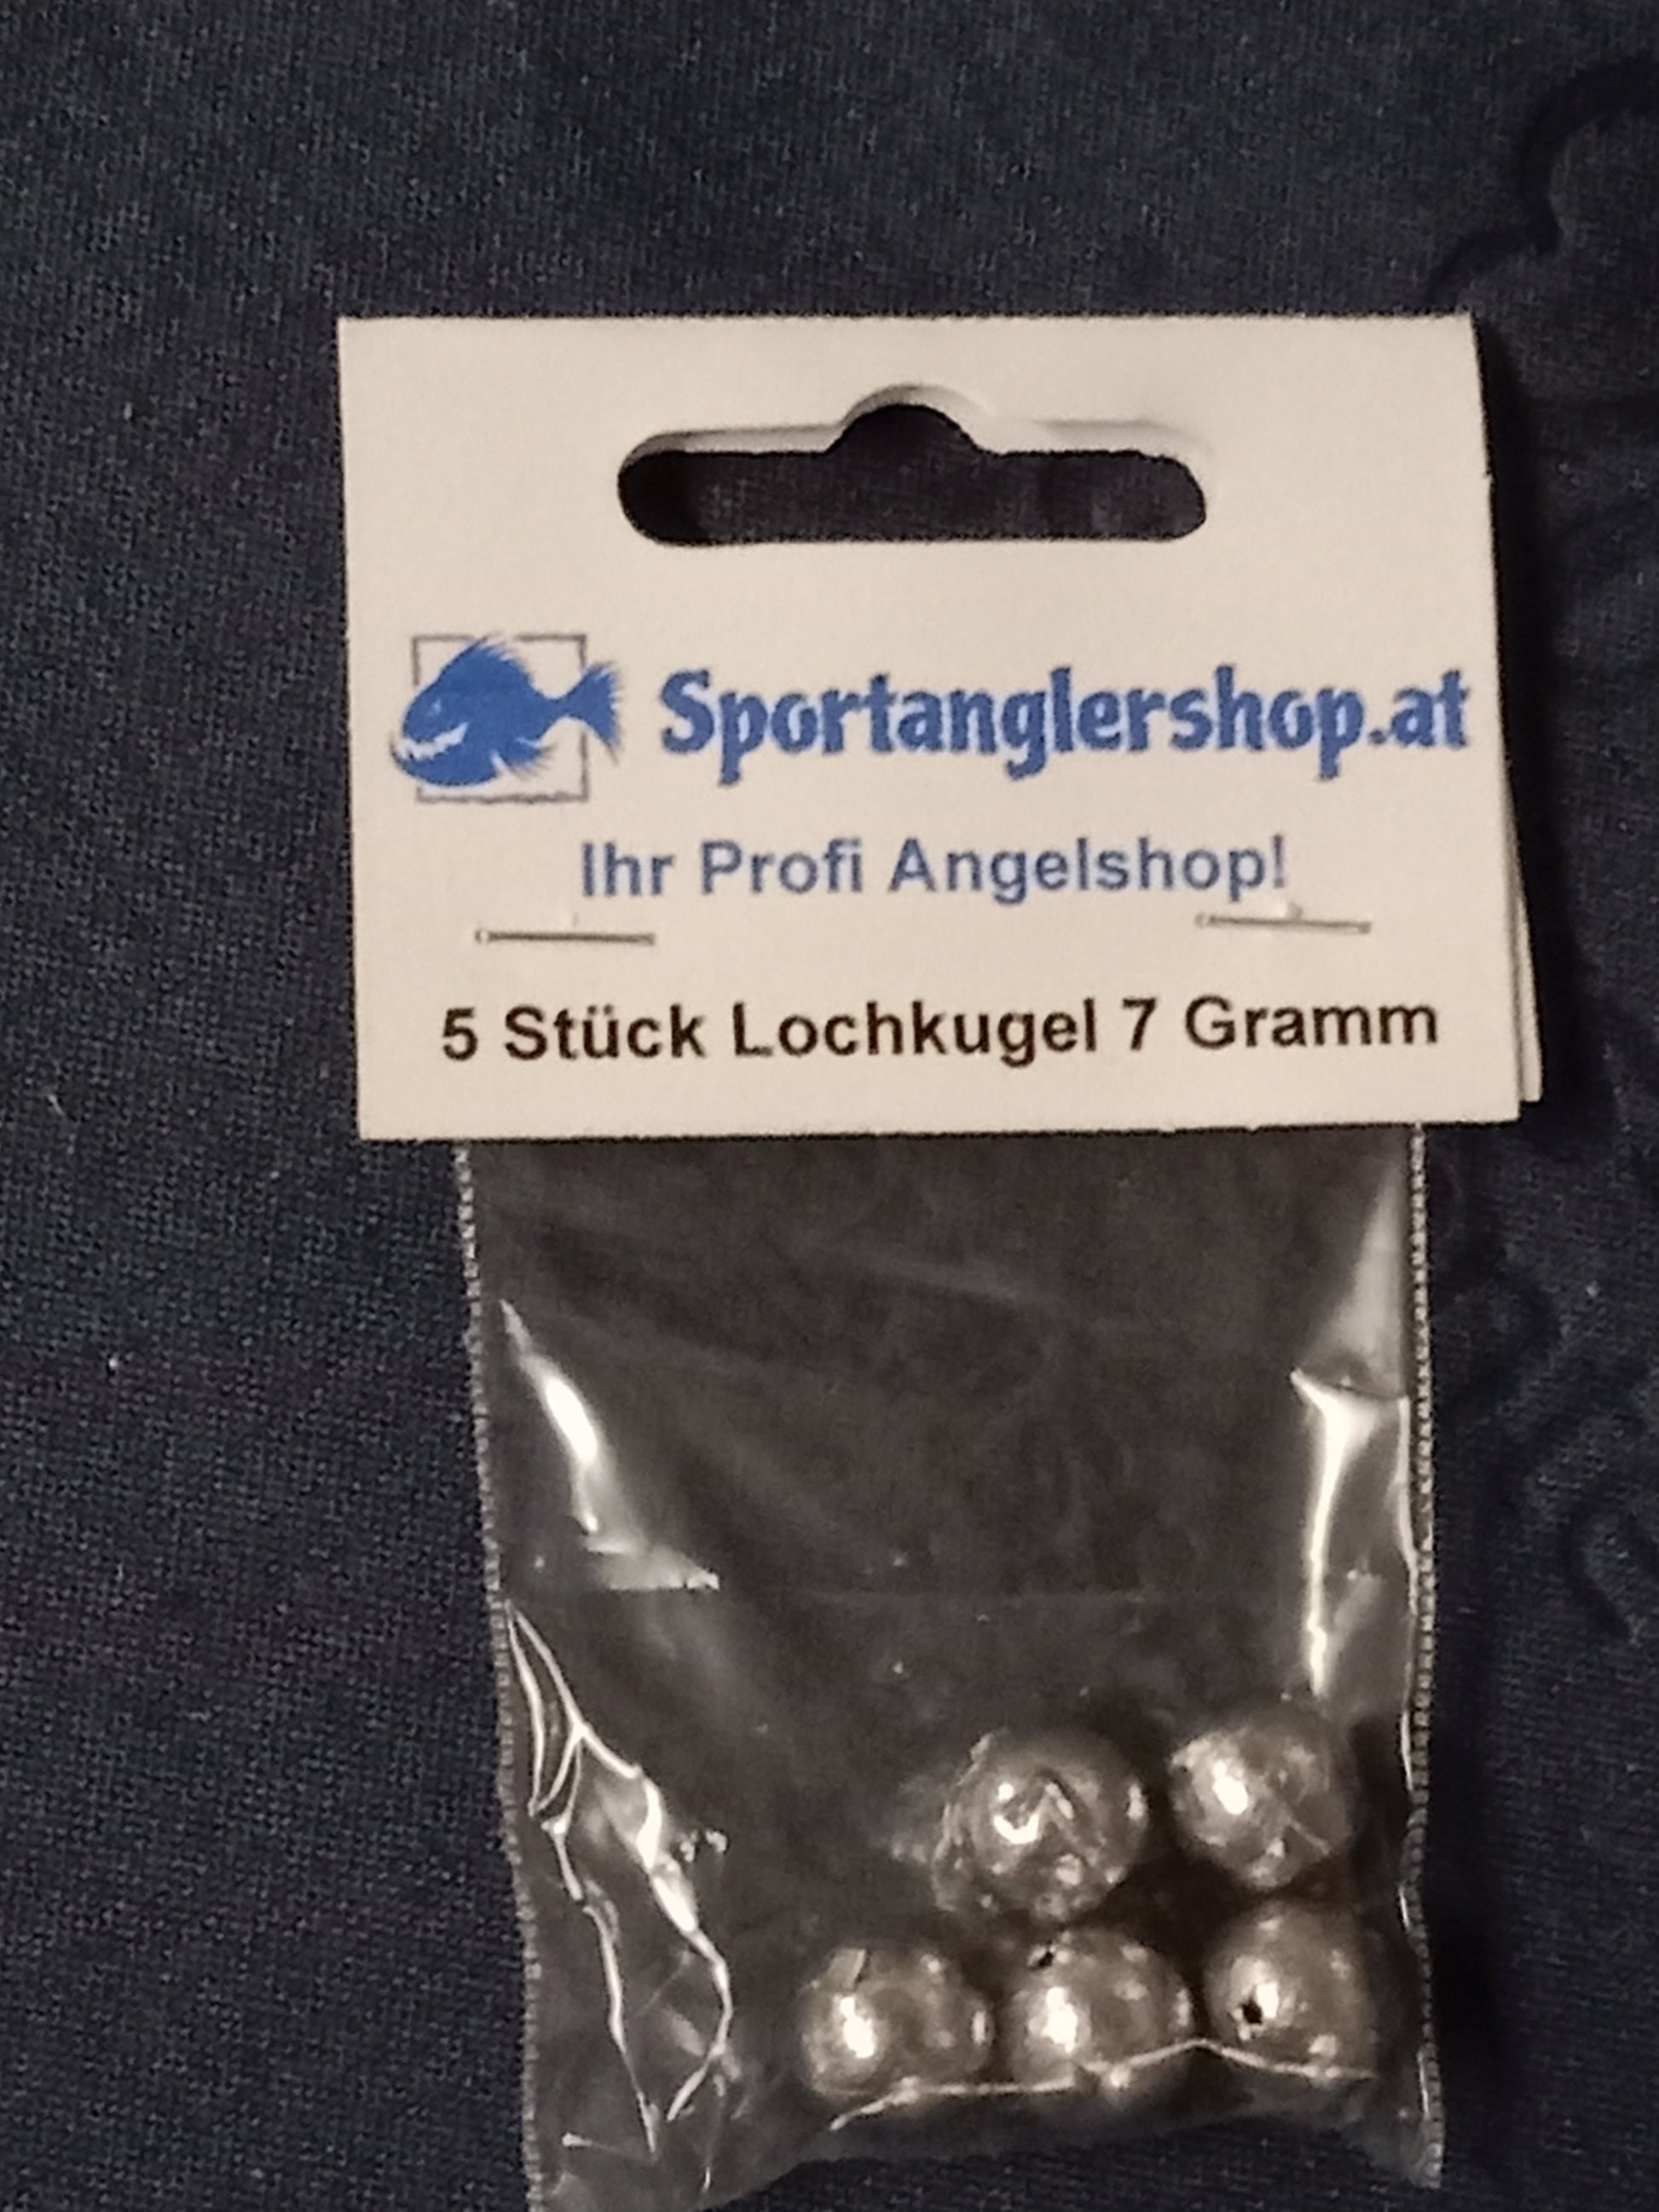 Sportanglershop.at
Ihr Profi Angelshop!
5 Stück Lochkugel 7 Gramm